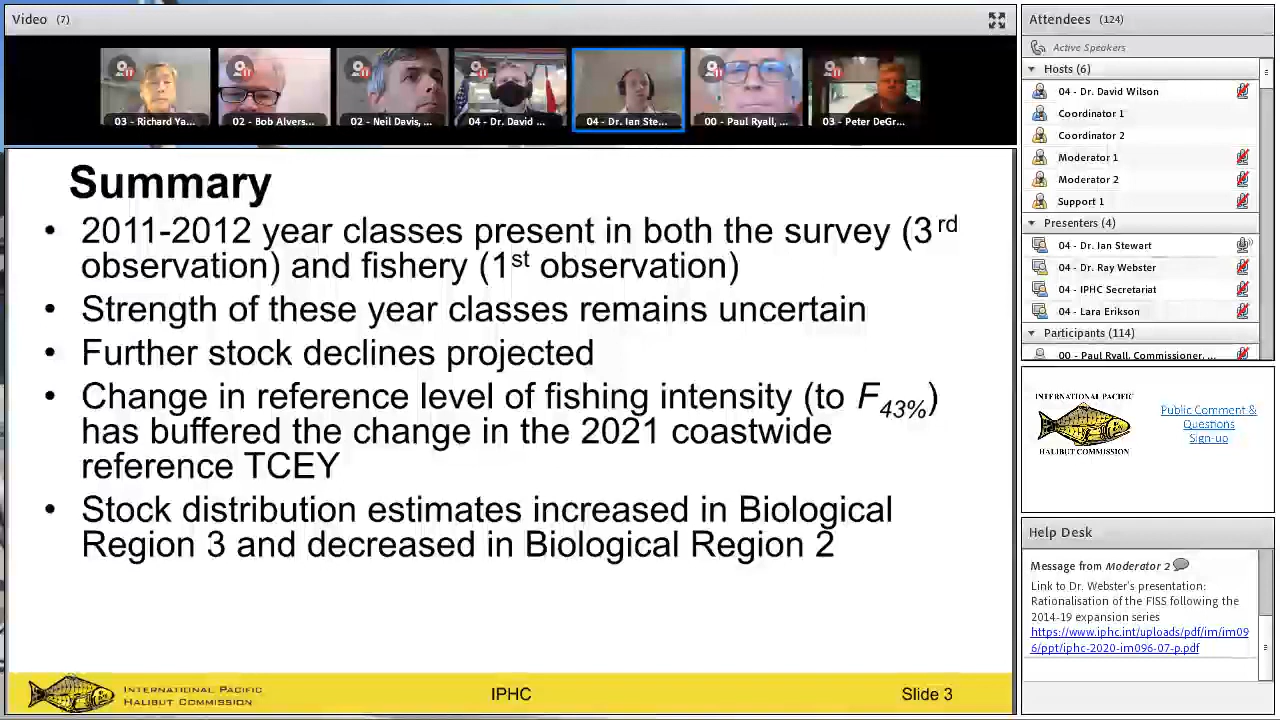 Video (7)
03 - Richard Ya...
02 - Bob Alvers...
02 - Neil Davis, ...
04 - Dr. David ...
04 - Dr. Ian Ste...
00 - Paul Ryall, ...
03 - Peter DeGr...
Summary
• 2011-2012 year classes present in both the survey (3rd
observation) and fishery (1st observation)
• Strength of these year classes remains uncertain
• Further stock declines projected
• Change in reference level of fishing intensity (to F43%)
has buffered the change in the 2021 coastwide
reference TCEY
• Stock distribution estimates increased in Biological
Region 3 and decreased in Biological Region 2
INTERNATIONAL PACIFIC
HALIBUT COMMISSION
IPHC
Slide 3
Attendees (124)
Active Speakers
Hosts (6)
04 - Dr. David Wilson
Coordinator 1
Coordinator 2
Moderator 1
Moderator 2
Support 1
Presenters (4)
04 - Dr. Ian Stewart
04 - Dr. Ray Webster
04 - IPHC Secretariat
04 - Lara Erikson
Participants (114)
00 - Paul Ryall, Commissioner, ...
INTERNATIONAL PACIFIC
HALIBUT COMMISSION
Public Comment &
Questions
Sign-up
Help Desk
Message from Moderator 2
Link to Dr. Webster's presentation:
Rationalisation of the FISS following the
2014-19 expansion series
https://www.iphc.int/uploads/pdf/im/im09
6/ppt/iphc-2020-im096-07-p.pdf